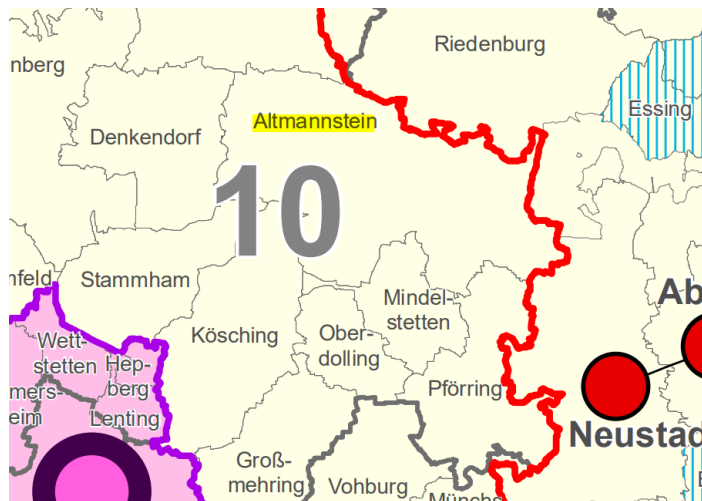 Riedenburg
nberg
Essing
Altmannstein
Denkendorf
10
nfeld
Stammham
Ab
Mindel-
stetten
Kösching
Ober-
dolling
Wett-
stetten
Hep-
berg
mers-
eim
Pförring
Lenting
Neustad
Groß-
mehring
Vohburg
Münchs